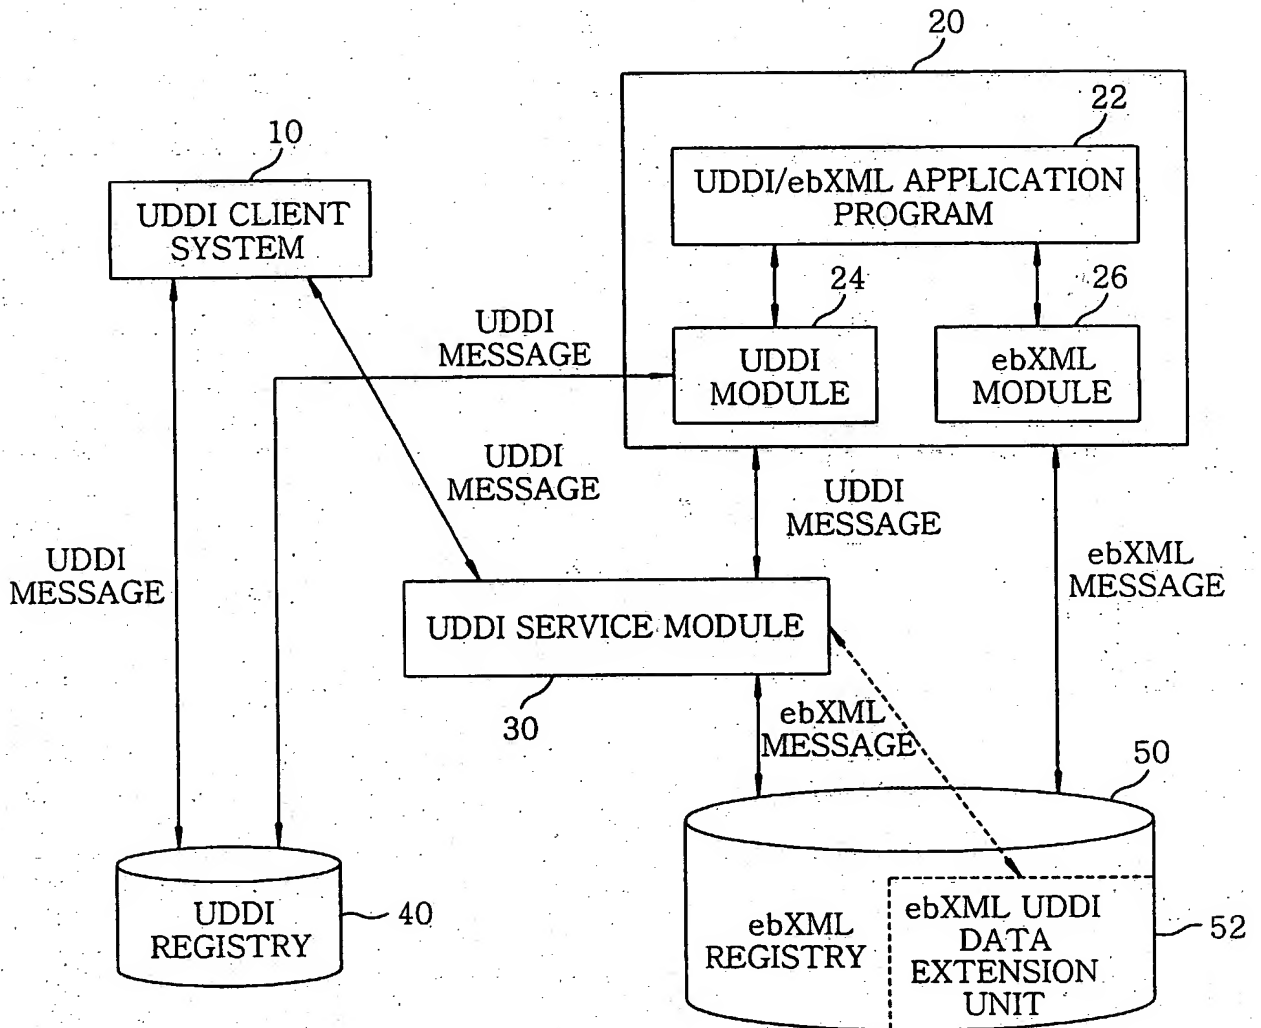 20
22
UDDI/ebXML APPLICATION
PROGRAM
10
UDDI CLIENT
SYSTEM
24
26
UDDI
MODULE
ebXML
MODULE
UDDI
MESSAGE
UDDI
MESSAGE
UDDI
MESSAGE
UDDI
MESSAGE
ebXML
MESSAGE
UDDI SERVICE MODULE
30
ebXML
MESSAGE
50
UDDI
REGISTRY
40
ebXML
REGISTRY
ebXML UDDI
DATA
EXTENSION
UNIT
52